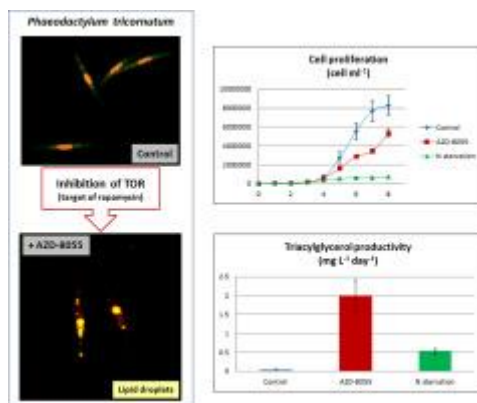 Phaeodactylum tricornutum
Control
Inhibition of TOR
(target of rapamycin)
+ AZD-8055
Lipid droplets
Cell proliferation
(cell ml⁻¹)
10000000
8000000
6000000
4000000
2000000
0
0 2 4 6 8
Control
AZD-8055
N starvation
Triacylglycerol productivity
(mg L⁻¹ day⁻¹)
2.5
2
1.5
1
0.5
0
Control AZD-8055 N starvation